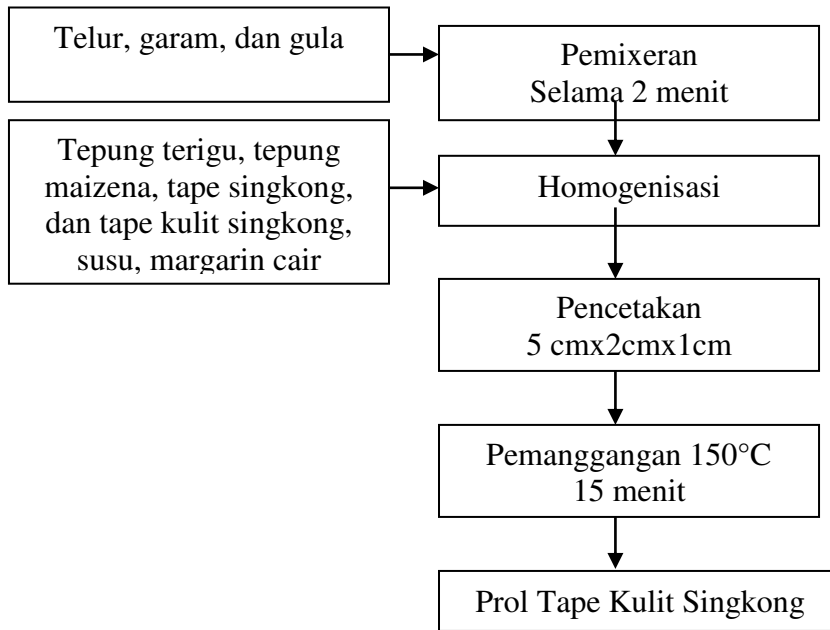 Telur, garam, dan gula
Pemixeran
Selama 2 menit
Tepung terigu, tepung
maizena, tape singkong,
dan tape kulit singkong,
susu, margarin cair
Homogenisasi
Pencetakan
5 cmx2cmx1cm
Pemanggangan 150°C
15 menit
Prol Tape Kulit Singkong